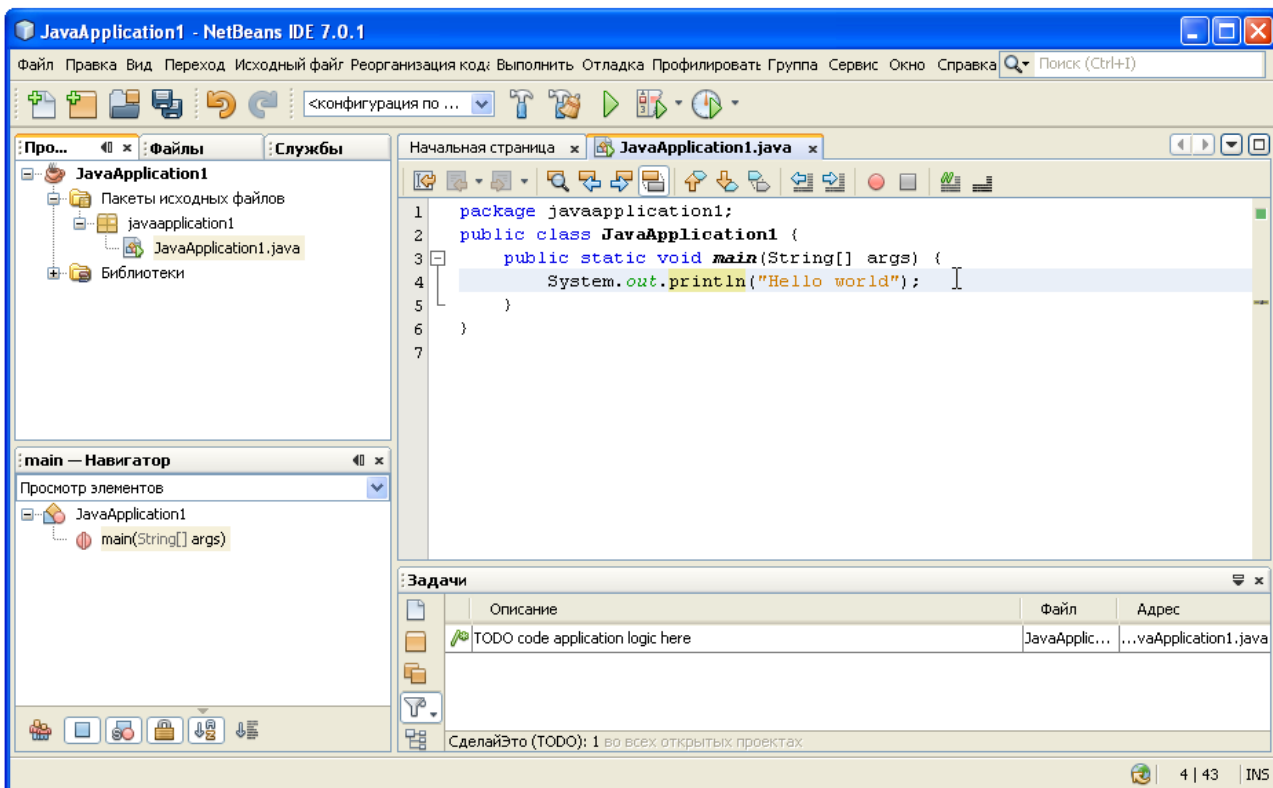 JavaApplication1 - NetBeans IDE 7.0.1
Файл Правка Вид Переход Исходный файл Реорганизация кода Выполнить Отладка Профилировать Группа Сервис Окно Справка Поиск (Ctrl+I)
<конфигурация по ...
Про... Файлы Службы
JavaApplication1
Пакеты исходных файлов
javaapplication1
JavaApplication1.java
Библиотеки
main — Навигатор
Просмотр элементов
JavaApplication1
main(String[] args)
Начальная страница JavaApplication1.java
1 package javaapplication1;
2 public class JavaApplication1 {
3 public static void main(String[] args) {
4 System.out.println("Hello world");
5 }
6 }
7
Задачи
Описание Файл Адрес
TODO code application logic here JavaApplic... ...vaApplication1.java
СделайЭто (TODO): 1 во всех открытых проектах
4 | 43 INS